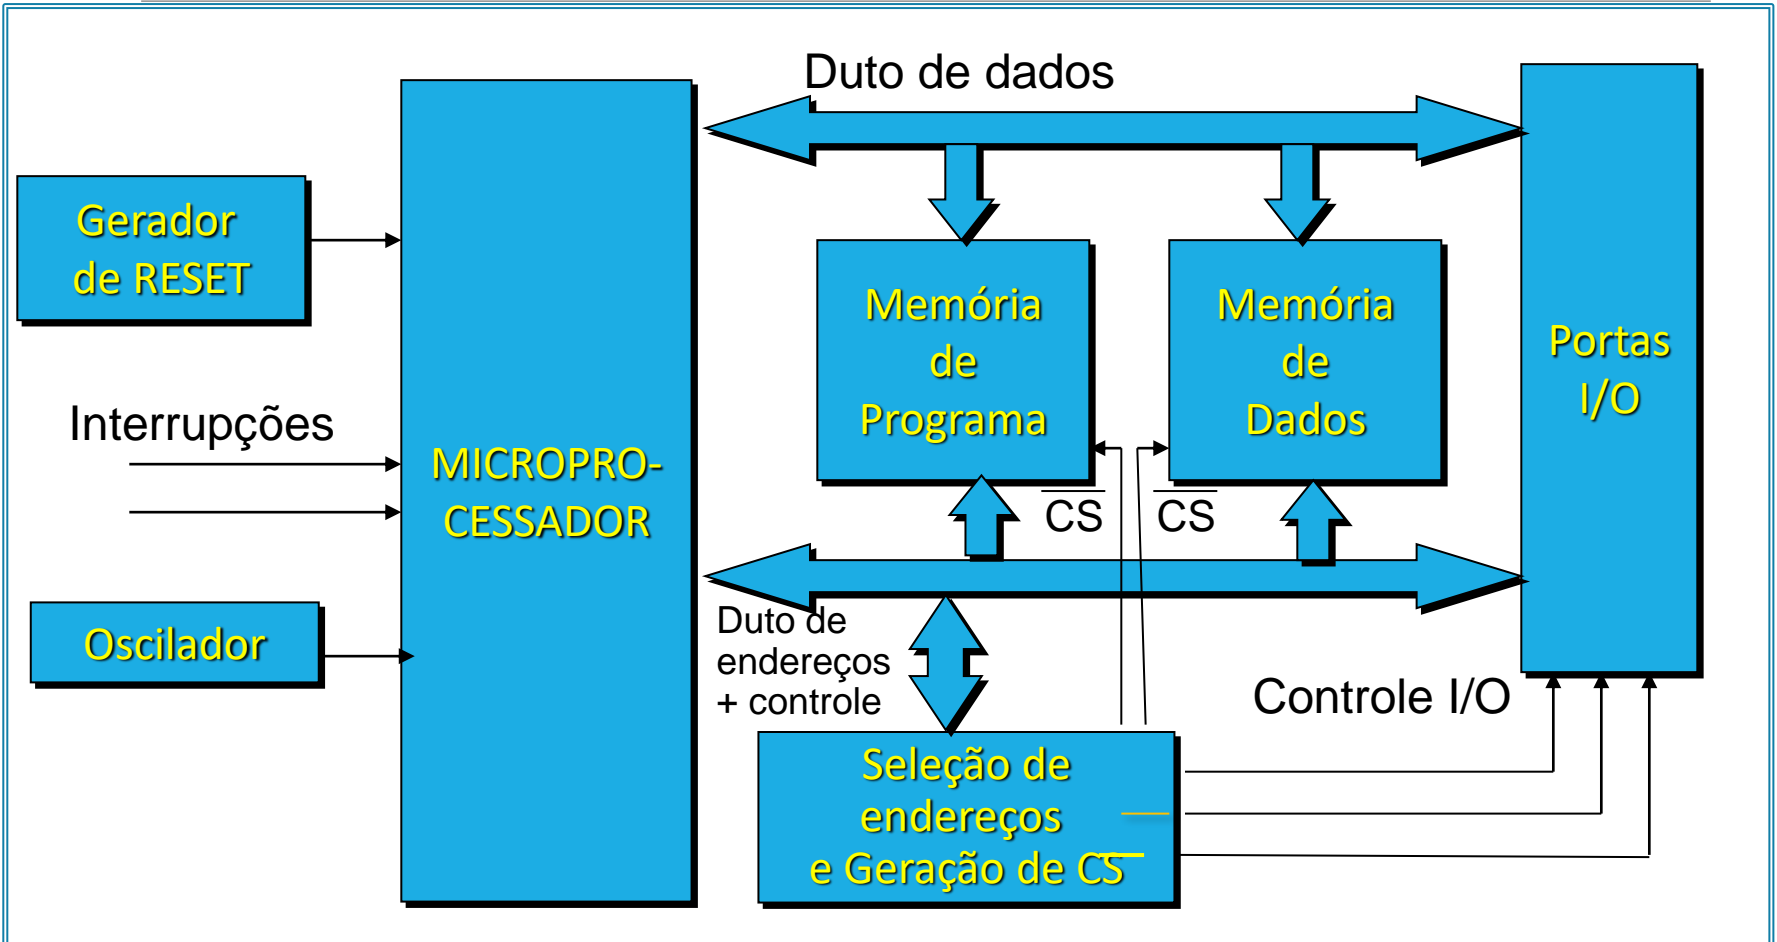 Duto de dados
Gerador
de RESET
Interrupções
Oscilador
MICROPRO-
CESSADOR
Memória
de
Programa
Memória
de
Dados
Portas
I/O
CS
CS
Duto de
endereços
+ controle
Controle I/O
Seleção de
endereços
e Geração de CS